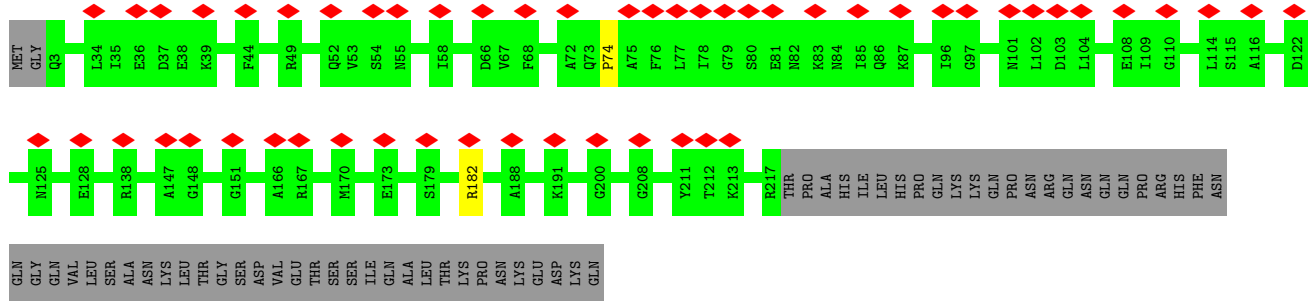 MET GLY Q3 L34 I35 E36 D37 E38 K39 F44 R49 Q52 V53 S54 N55 I58 D66 V67 F68 A72 Q73 P74 A75 F76 L77 I78 G79 S80 E81 N82 K83 N84 I85 Q86 K87 I96 G97 N101 L102 D103 L104 E108 I109 G110 L114 S115 A116 D122
N125 E128 R138 A147 G148 G151 A166 R167 M170 E173 S179 R182 A188 K191 G200 G208 Y211 T212 K213 R217 THR PRO ALA HIS ILE LEU HIS PRO GLN LYS LYS GLN PRO ASN ARG GLN ASN GLN GLN PRO ARG HIS PHE ASN
GLN GLY GLN VAL LEU SER ALA ASN LYS LEU THR GLY SER ASP VAL GLU THR SER SER ILE GLN ALA LEU THR LYS PRO ASN LYS GLU ASP LYS GLN